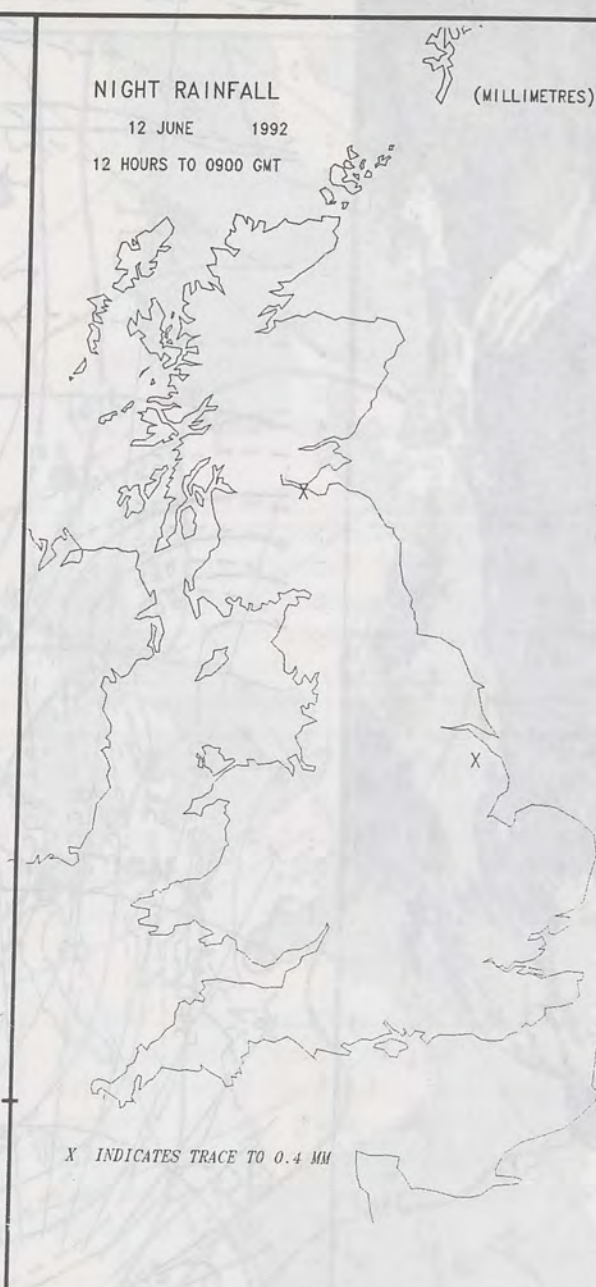 NIGHT RAINFALL
(MILLIMETRES)
12 JUNE 1992
12 HOURS TO 0900 GMT
X
X
X INDICATES TRACE TO 0.4 MM